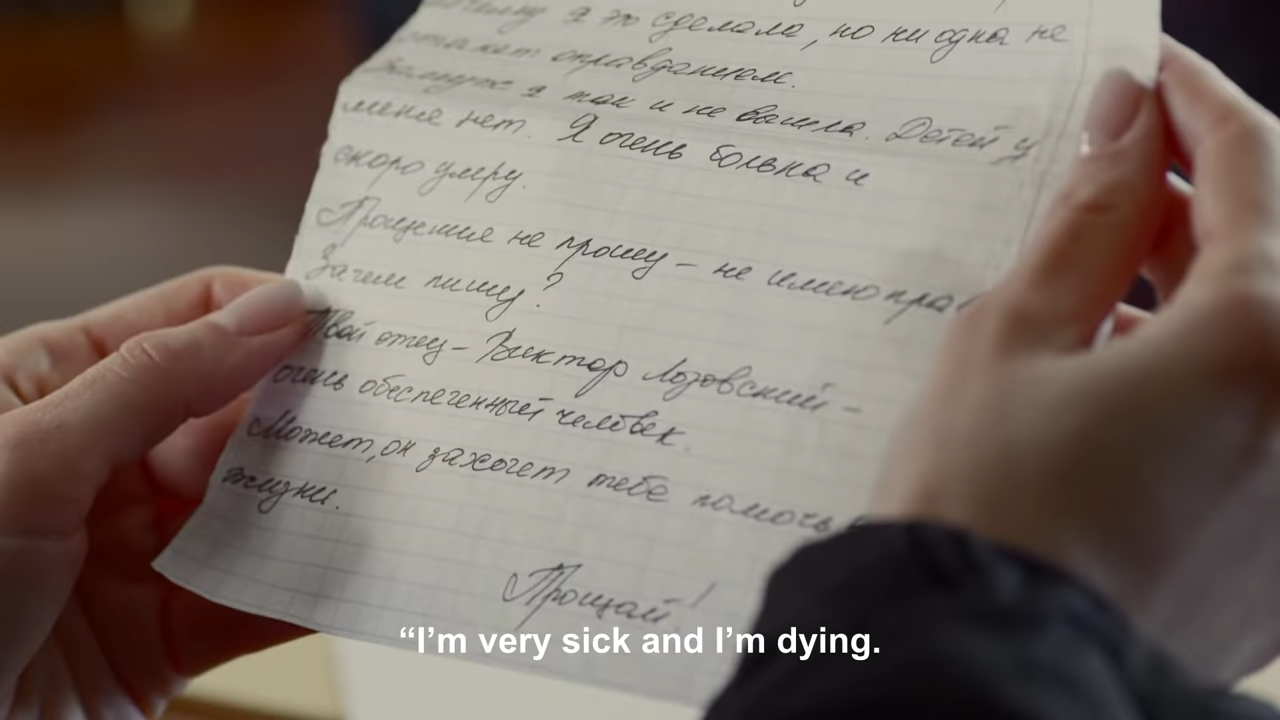 я это сделала, но ни одна не
станет оправданием.
Замуж я так и не вышла. Детей у
меня нет. Я очень больна и
скоро умру.
Прощения не прошу – не имею
Зачем пишу?
Твой отец – Виктор Лозовский –
очень обеспеченный человек.
Может, он захочет тебе помочь
жизни.
Прощай!
“I’m very sick and I’m dying.